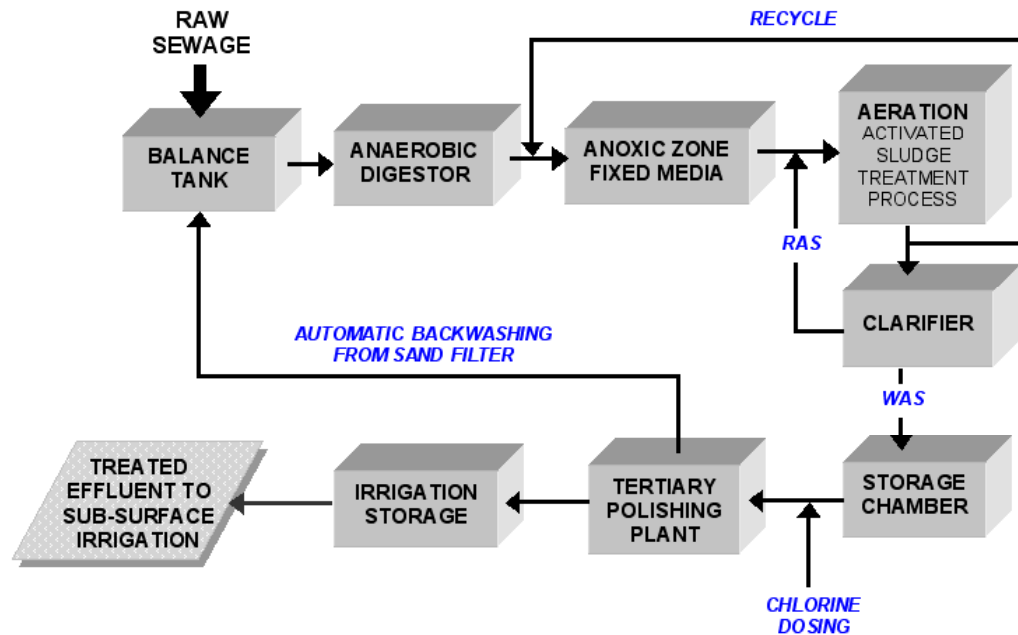 RAW
SEWAGE
RECYCLE
BALANCE
TANK
ANAEROBIC
DIGESTOR
ANOXIC ZONE
FIXED MEDIA
AERATION
ACTIVATED
SLUDGE
TREATMENT
PROCESS
RAS
CLARIFIER
AUTOMATIC BACKWASHING
FROM SAND FILTER
WAS
TREATED
EFFLUENT TO
SUB-SURFACE
IRRIGATION
IRRIGATION
STORAGE
TERTIARY
POLISHING
PLANT
STORAGE
CHAMBER
CHLORINE
DOSING